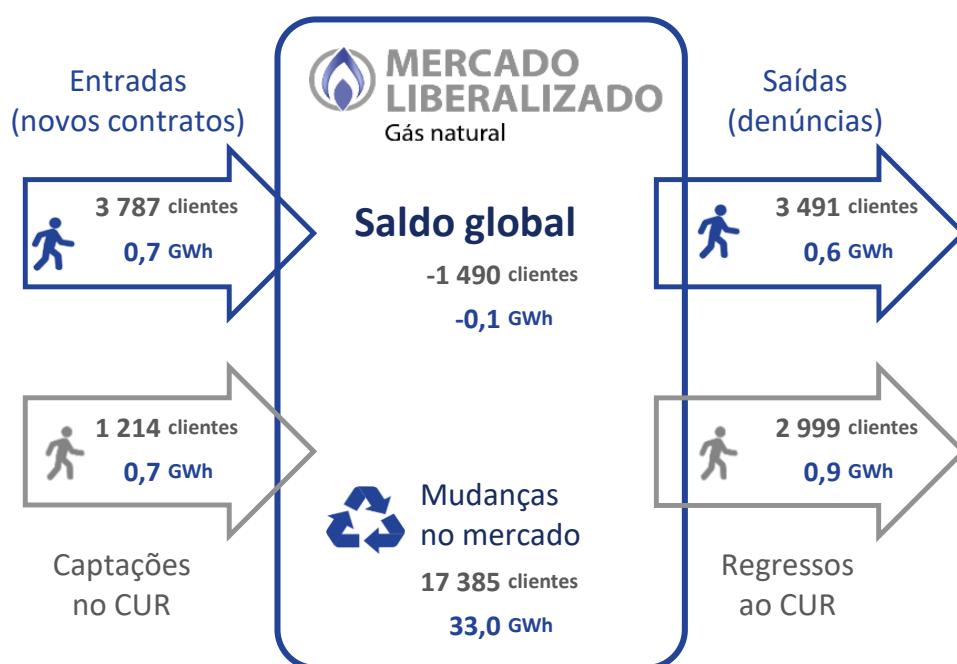 Entradas
(novos contratos)
3 787 clientes
0,7 GWh
1 214 clientes
0,7 GWh
Captações
no CUR
MERCADO
LIBERALIZADO
Gás natural
Saldo global
-1 490 clientes
-0,1 GWh
Mudanças
no mercado
17 385 clientes
33,0 GWh
Saídas
(denúncias)
3 491 clientes
0,6 GWh
2 999 clientes
0,9 GWh
Regressos
ao CUR